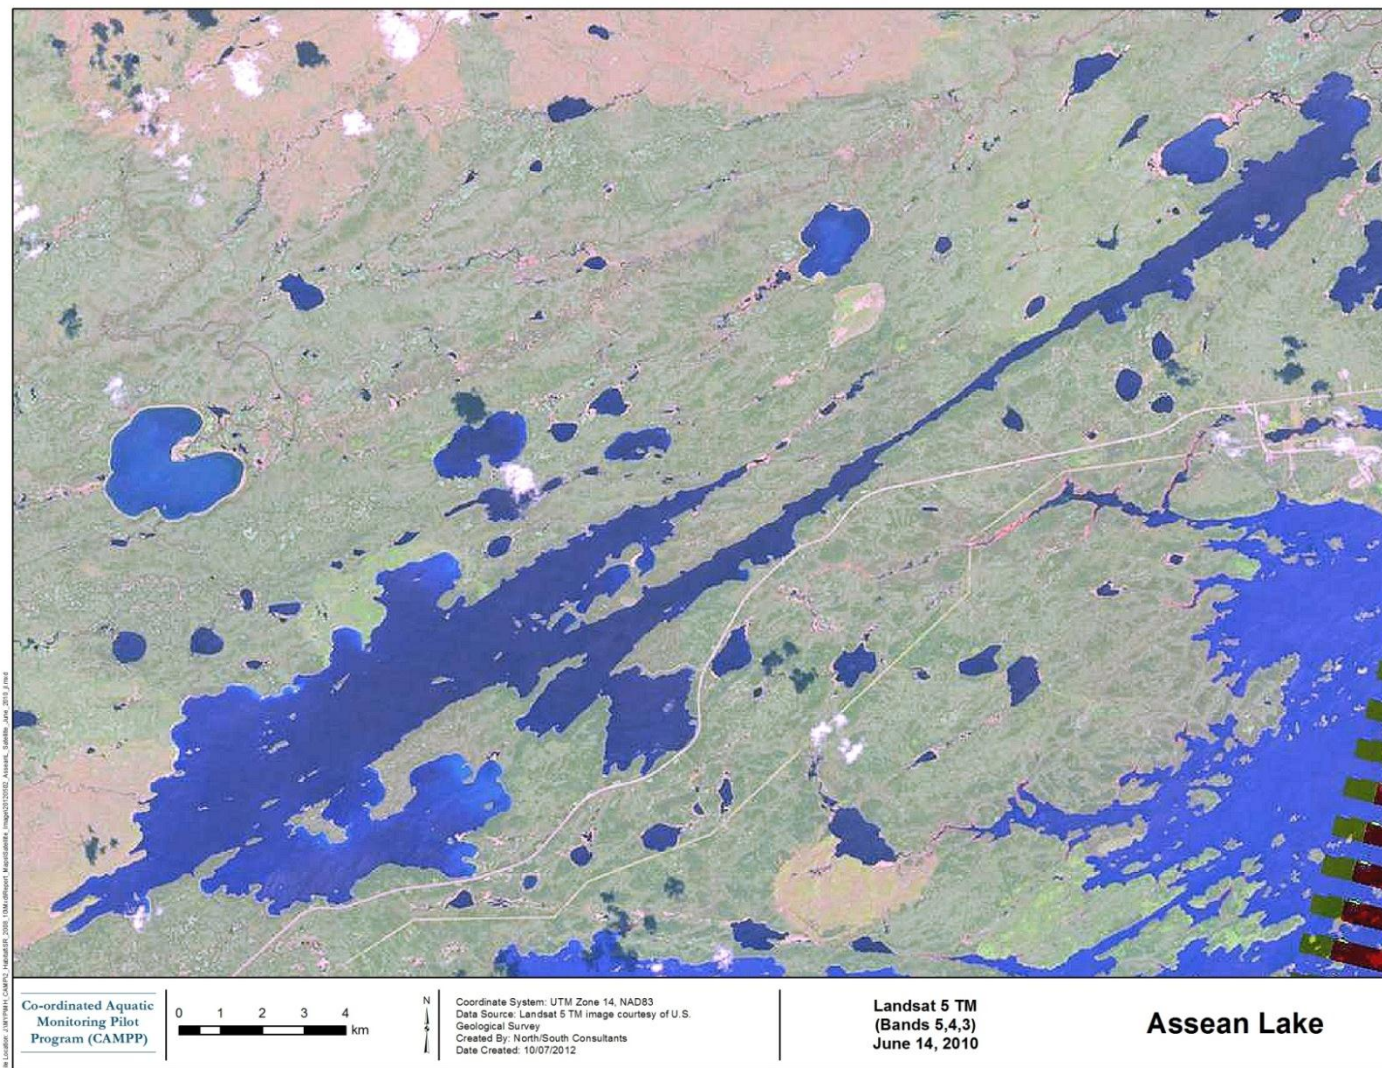 Co-ordinated Aquatic
Monitoring Pilot
Program (CAMPP)
0 1 2 3 4
km
N
Coordinate System: UTM Zone 14, NAD83
Data Source: Landsat 5 TM image courtesy of U.S.
Geological Survey
Created By: North/South Consultants
Date Created: 10/07/2012
Landsat 5 TM
(Bands 5,4,3)
June 14, 2010
Assean Lake